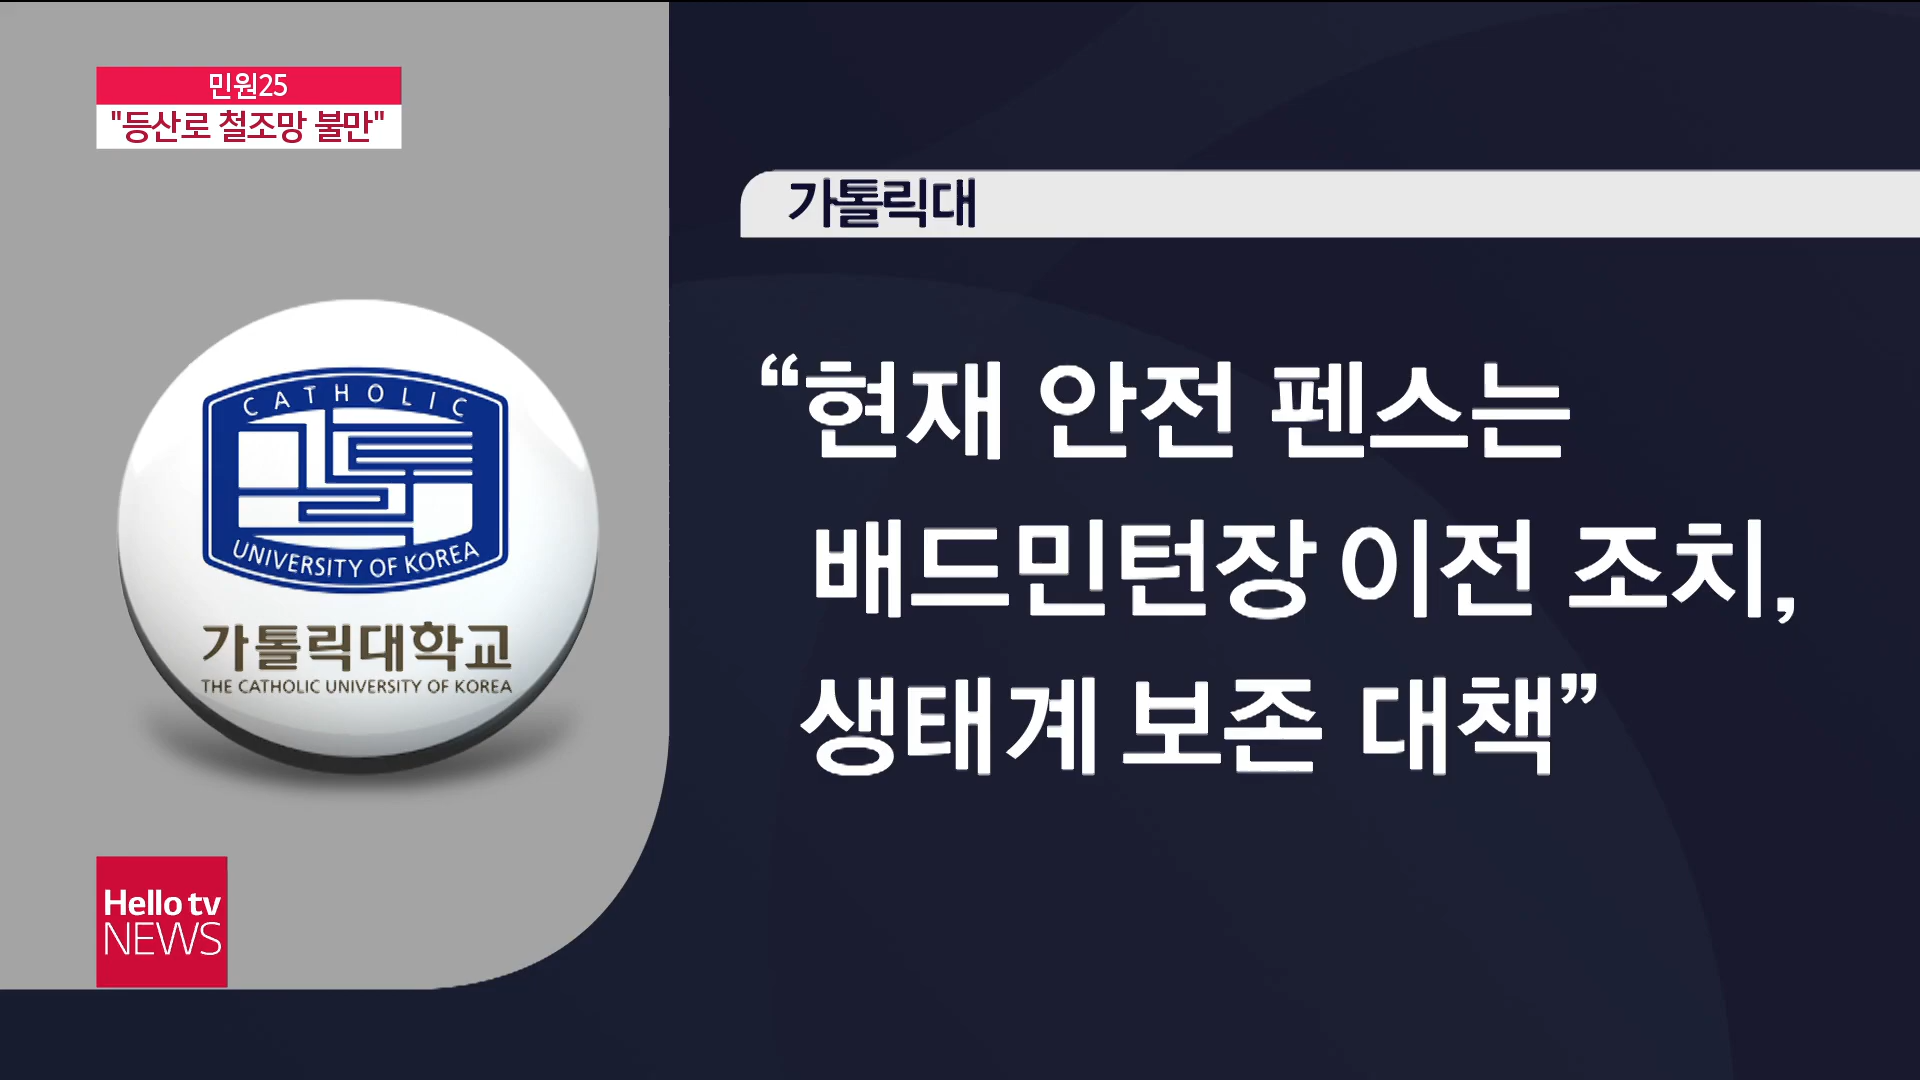 민원25
"등산로 철조망 불만"
가톨릭대
“현재 안전 펜스는
배드민턴장 이전 조치,
생태계 보존 대책”
CATHOLIC
UNIVERSITY OF KOREA
가톨릭대학교
THE CATHOLIC UNIVERSITY OF KOREA
Hello tv
NEWS